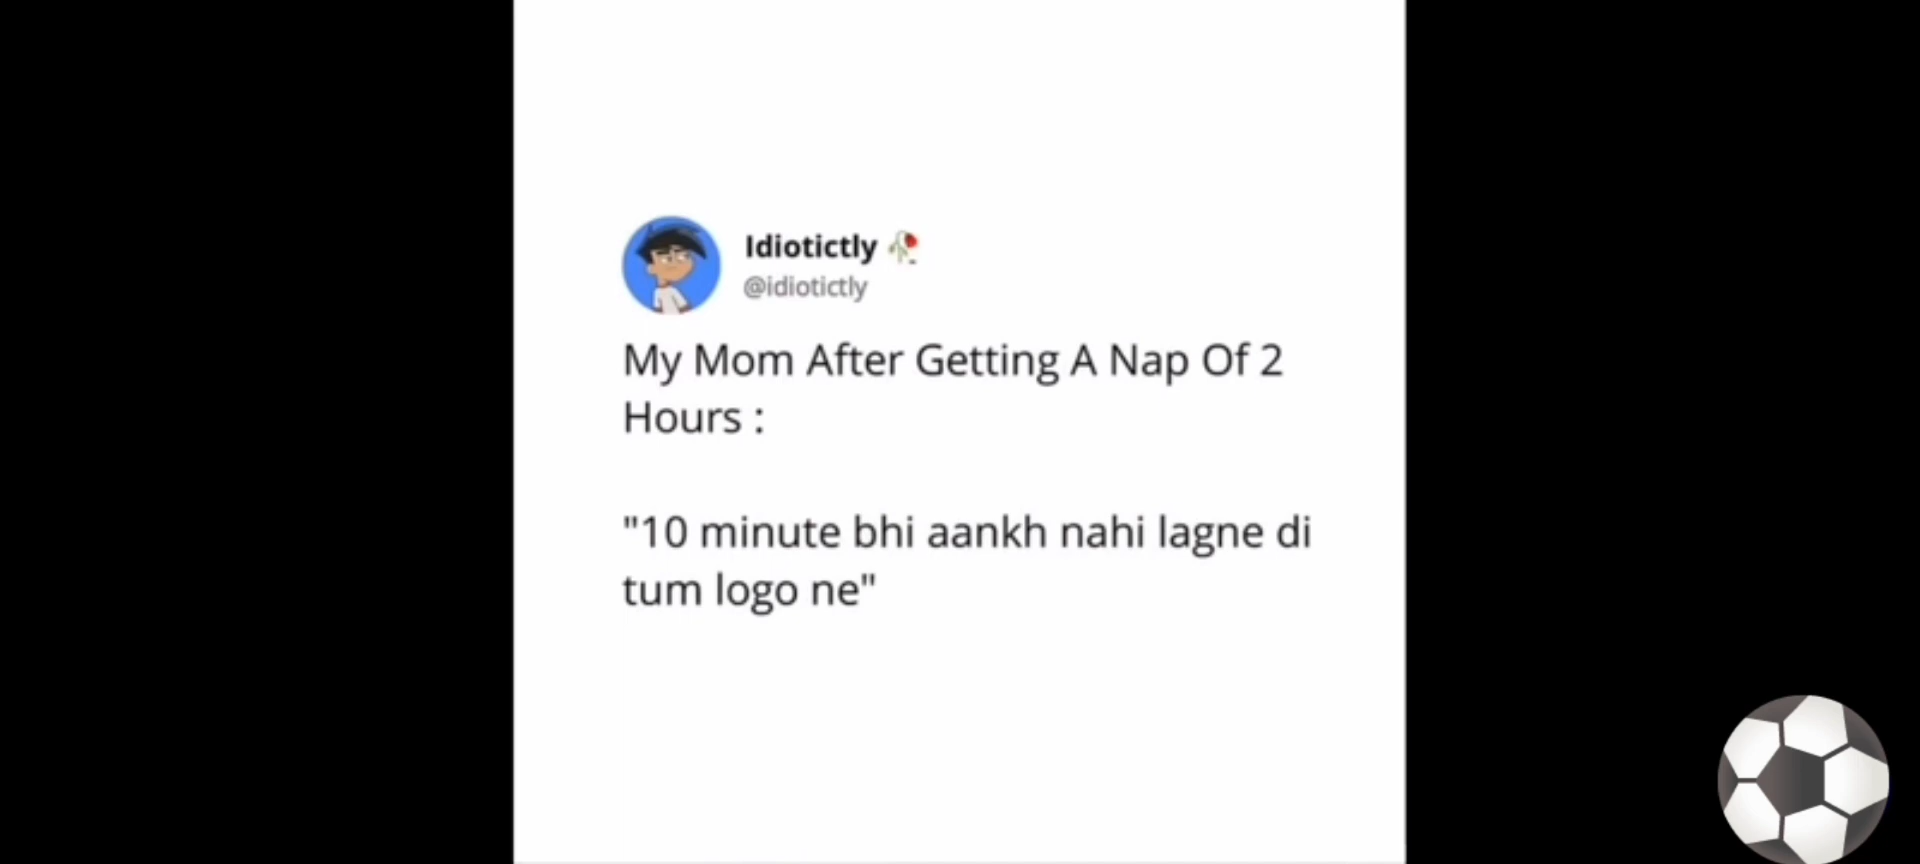 Idiotictly 🥀
@idiotictly
My Mom After Getting A Nap Of 2
Hours :
"10 minute bhi aankh nahi lagne di
tum logo ne"